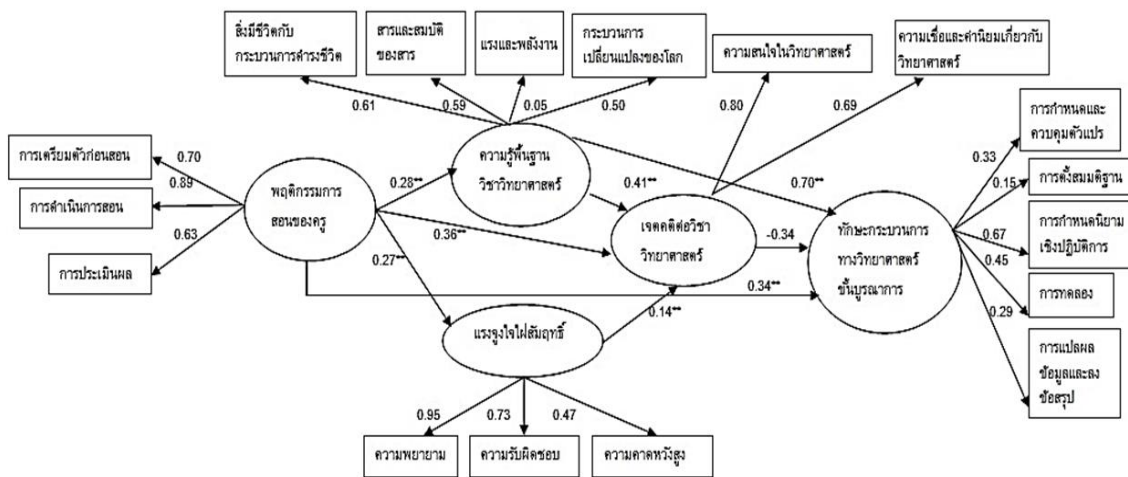 สิ่งมีชีวิตกับ
กระบวนการดำรงชีวิต
สารและสมบัติ
ของสาร
แรงและพลังงาน
กระบวนการ
เปลี่ยนแปลงของโลก
ความสนใจในวิทยาศาสตร์
ความเชื่อและค่านิยมเกี่ยวกับ
วิทยาศาสตร์
0.61
0.59
0.05
0.50
0.80
0.69
การเตรียมตัวก่อนสอน
การดำเนินการสอน
การประเมินผล
0.70
0.89
0.63
พฤติกรรมการ
สอนของครู
0.28**
0.36**
0.27**
ความรู้พื้นฐาน
วิชาวิทยาศาสตร์
0.41**
0.70**
เจตคติต่อวิชา
วิทยาศาสตร์
-0.34
0.34**
0.14**
แรงจูงใจใฝ่สัมฤทธิ์
0.95
0.73
0.47
ความพยายาม
ความรับผิดชอบ
ความคาดหวังสูง
ทักษะกระบวนการ
ทางวิทยาศาสตร์
ขั้นบูรณาการ
0.33
0.15
0.67
0.45
0.29
การกำหนดและ
ควบคุมตัวแปร
การตั้งสมมติฐาน
การกำหนดนิยาม
เชิงปฏิบัติการ
การทดลอง
การแปลผล
ข้อมูลและลง
ข้อสรุป